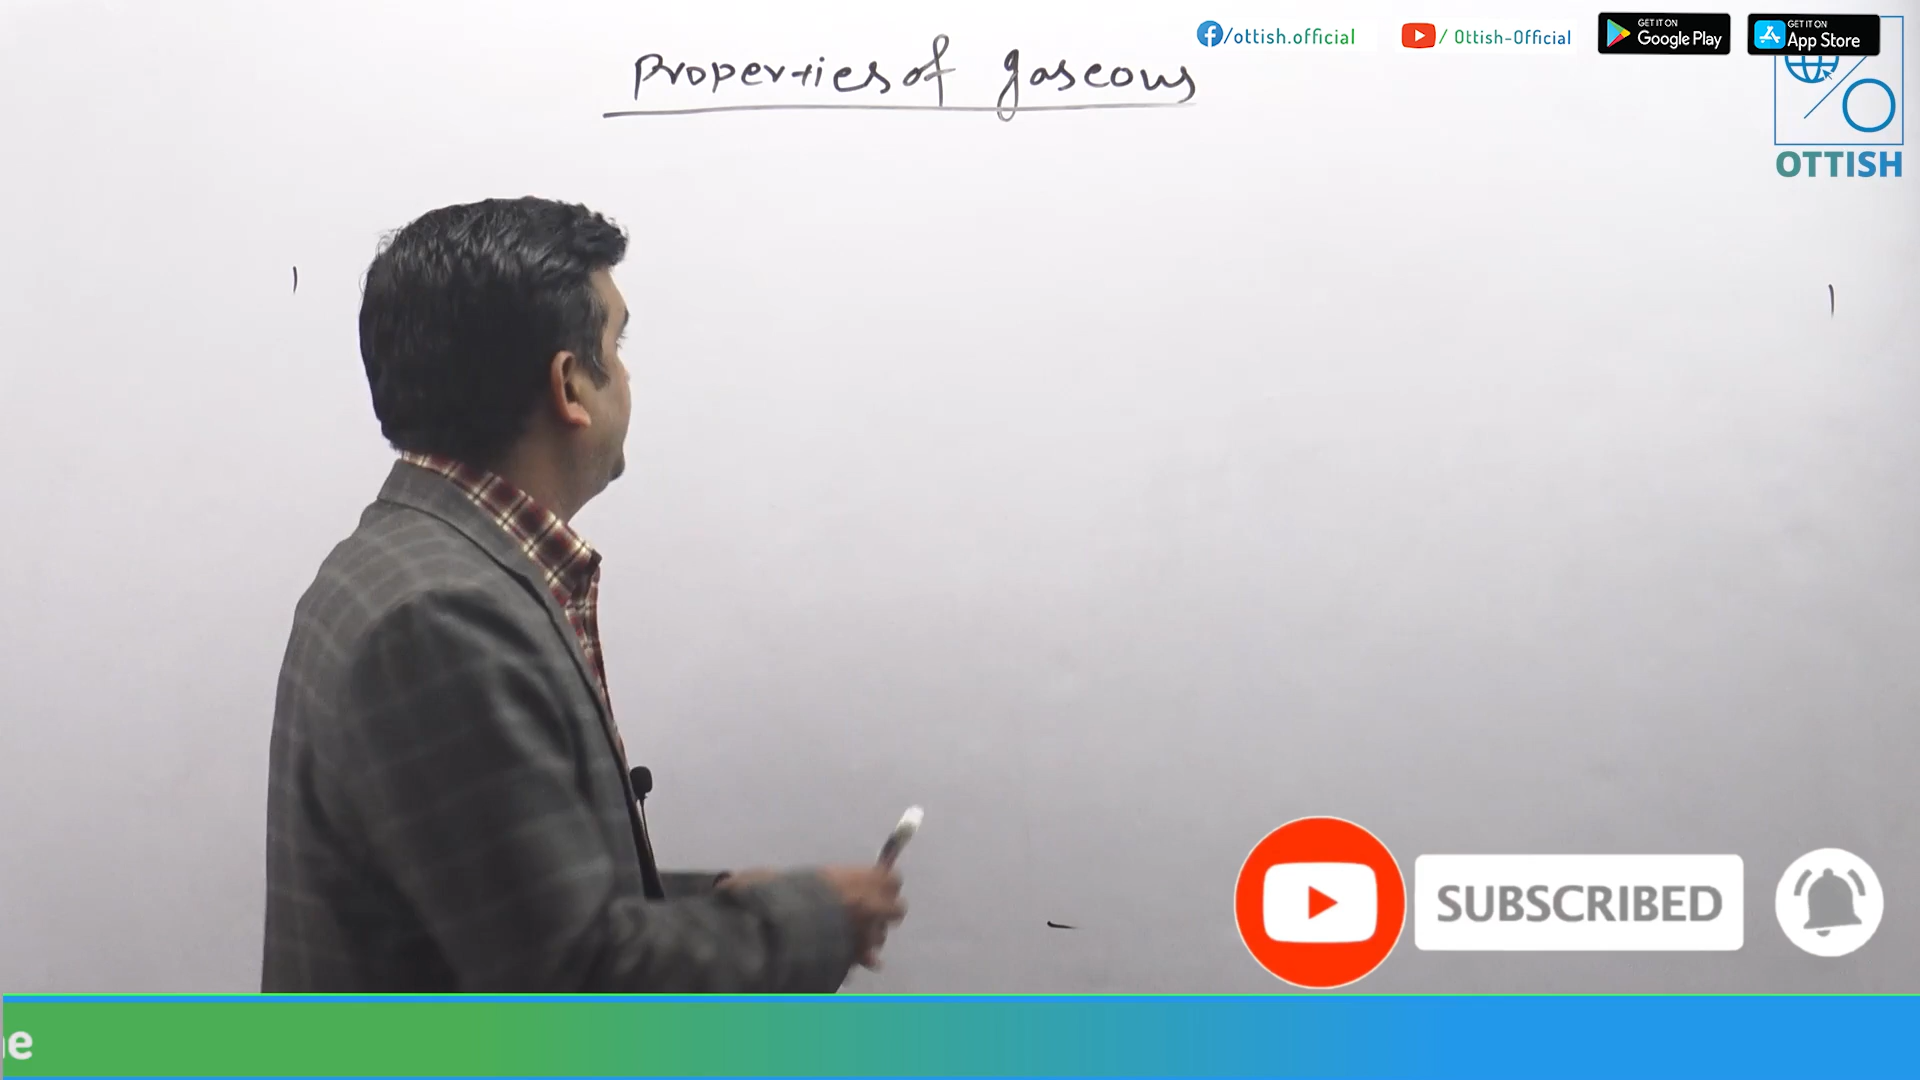 /ottish.official
/ Ottish-Official
GET IT ON
Google Play
GET IT ON
App Store
Properties of gaseous
OTTISH
SUBSCRIBED